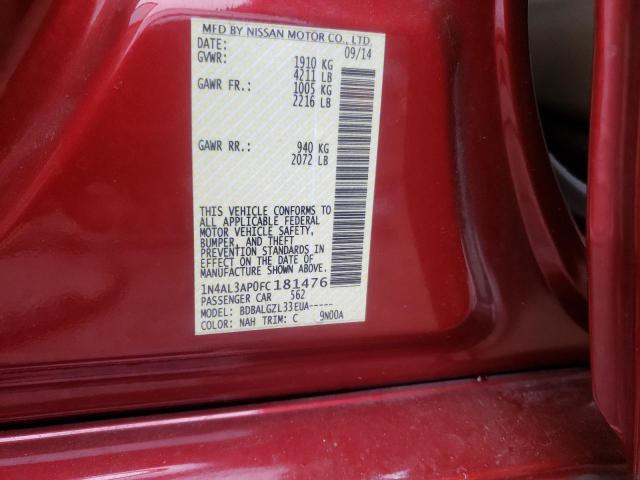 MFD BY NISSAN MOTOR CO., LTD.
DATE: 09/14
GVWR: 1910 KG
4211 LB
GAWR FR.: 1005 KG
2216 LB
GAWR RR.: 940 KG
2072 LB
THIS VEHICLE CONFORMS TO
ALL APPLICABLE FEDERAL
MOTOR VEHICLE SAFETY,
BUMPER, AND THEFT
PREVENTION STANDARDS IN
EFFECT ON THE DATE OF
MANUFACTURE SHOWN ABOVE.
1N4AL3AP0FC181476
PASSENGER CAR 562
MODEL: BDBALGZL33EUA-----
COLOR: NAH TRIM: C 9N00A